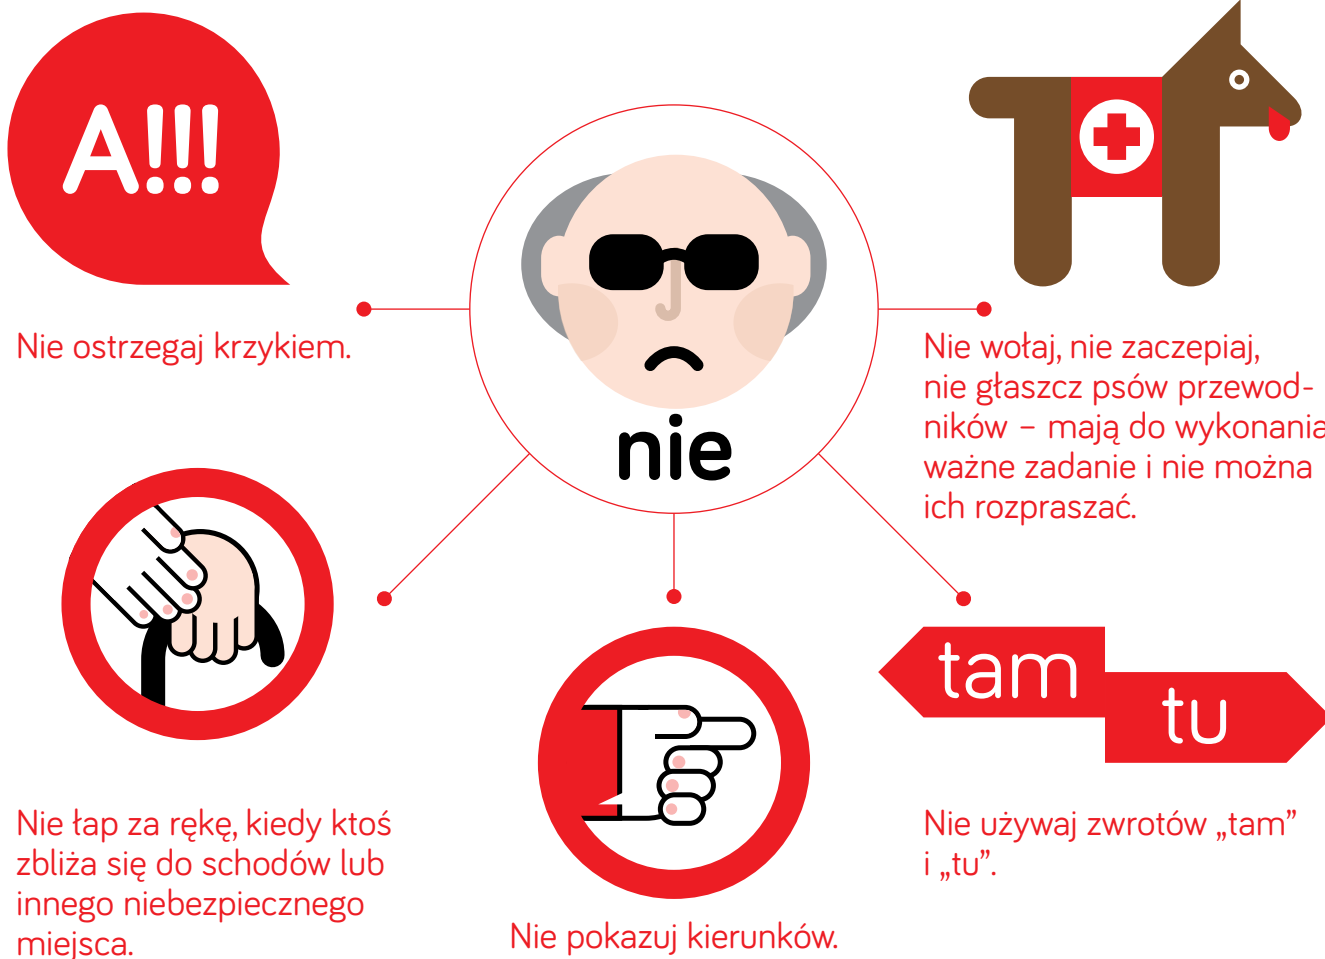 A!!!
Nie ostrzegaj krzykiem.
nie
Nie wołaj, nie zaczepiaj,
nie głaszcz psów przewod-
ników – mają do wykonania
ważne zadanie i nie można
ich rozpraszać.
Nie łap za rękę, kiedy ktoś
zbliża się do schodów lub
innego niebezpiecznego
miejsca.
Nie pokazuj kierunków.
tam
tu
Nie używaj zwrotów „tam”
i „tu”.